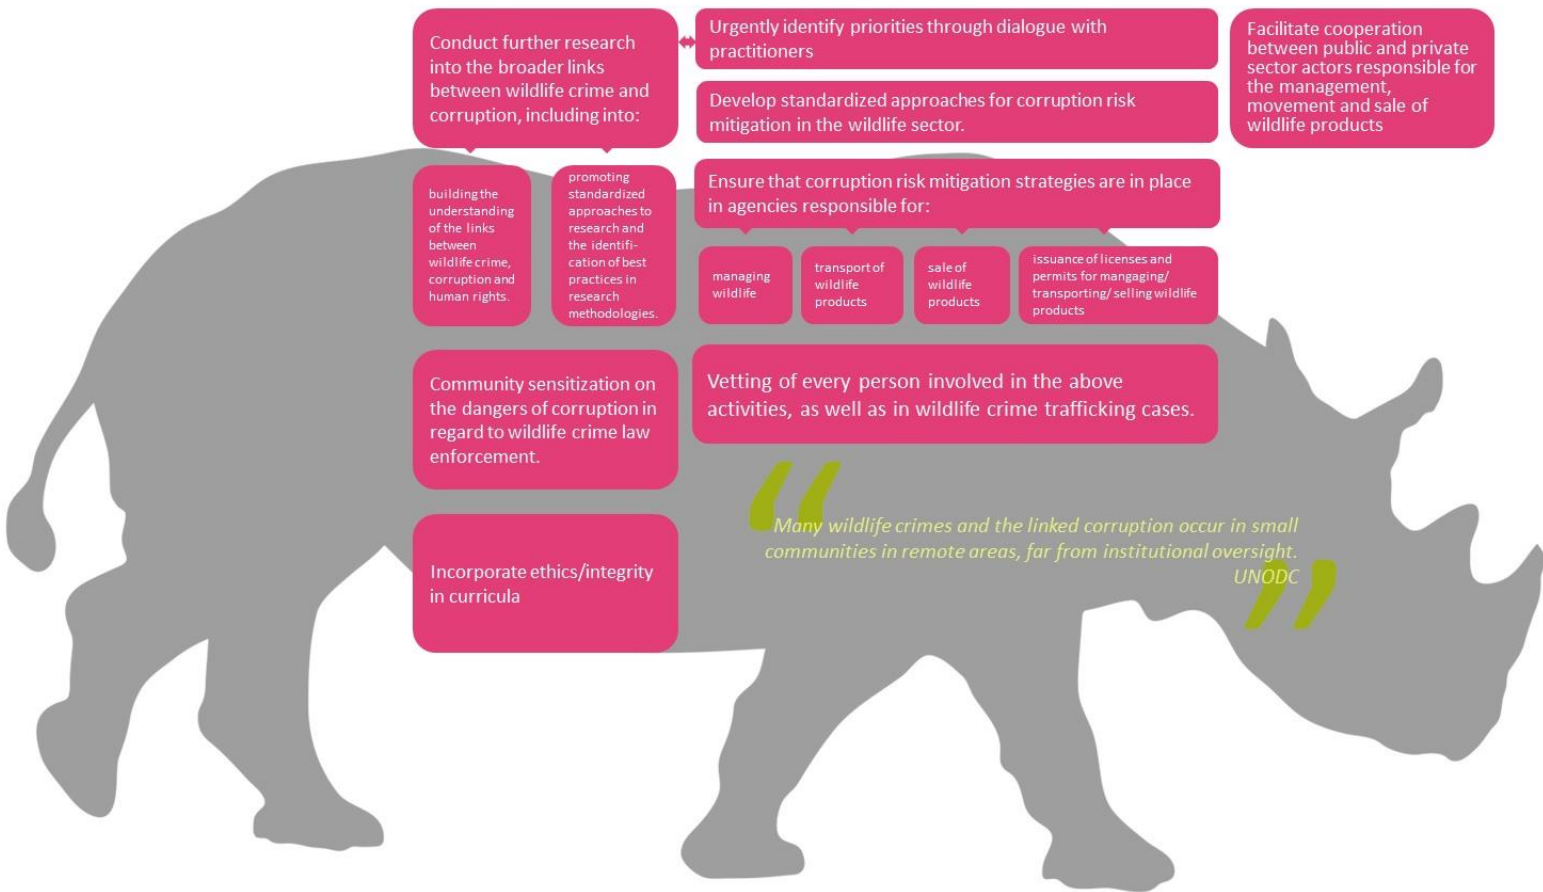 Conduct further research
into the broader links
between wildlife crime and
corruption, including into:
building the
understanding
of the links
between
wildlife crime,
corruption and
human rights.
promoting
standardized
approaches to
research and
the identifi-
cation of best
practices in
research
methodologies.
Community sensitization on
the dangers of corruption in
regard to wildlife crime law
enforcement.
Incorporate ethics/integrity
in curricula
Urgently identify priorities through dialogue with
practitioners
Develop standardized approaches for corruption risk
mitigation in the wildlife sector.
Ensure that corruption risk mitigation strategies are in place
in agencies responsible for:
managing
wildlife
transport of
wildlife
products
sale of
wildlife
products
issuance of licenses and
permits for mangaging/
transporting/ selling wildlife
products
Vetting of every person involved in the above
activities, as well as in wildlife crime trafficking cases.
Facilitate cooperation
between public and private
sector actors responsible for
the management,
movement and sale of
wildlife products
“
Many wildlife crimes and the linked corruption occur in small
communities in remote areas, far from institutional oversight.
UNODC
”